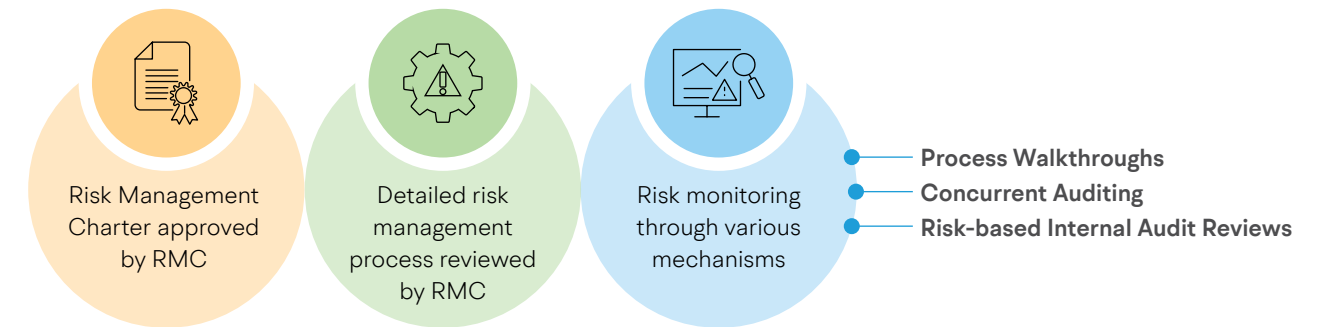 Risk Management
Charter approved
by RMC
Detailed risk
management
process reviewed
by RMC
Risk monitoring
through various
mechanisms
Process Walkthroughs
Concurrent Auditing
Risk-based Internal Audit Reviews